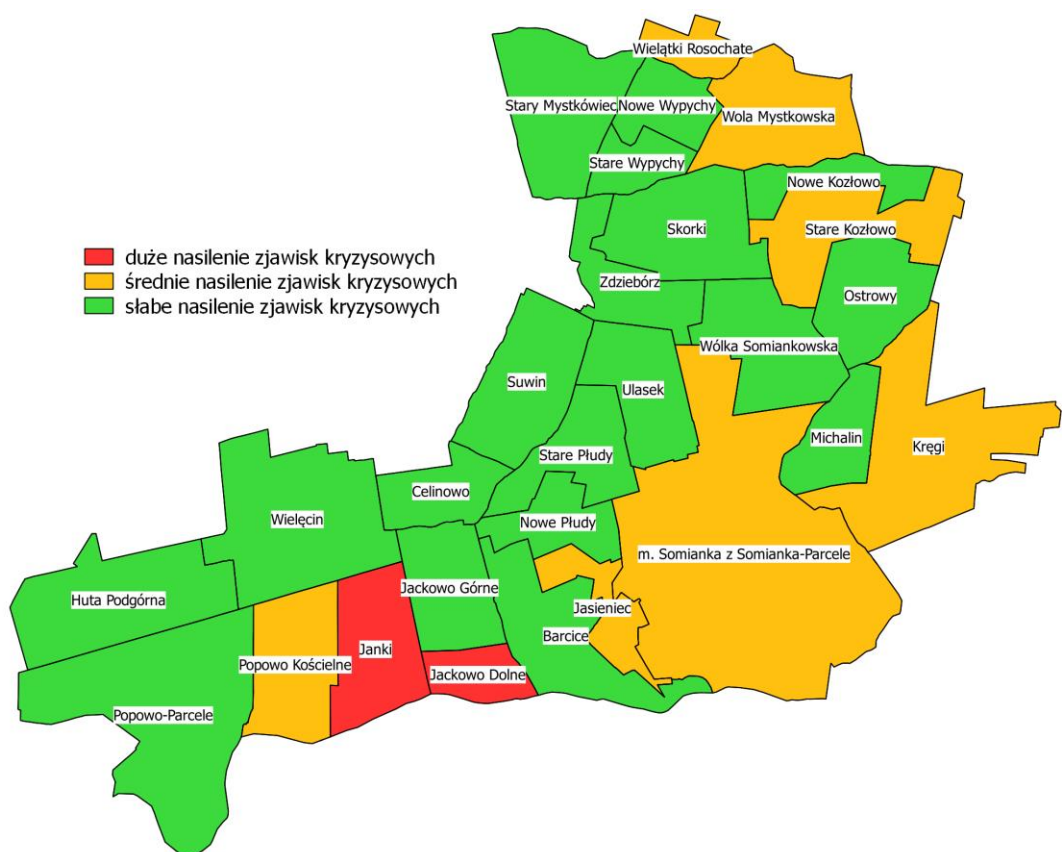 Wielątki Rosochate
Stary Mystkówiec
Nowe Wypychy
Wola Mystkowska
Stare Wypychy
Nowe Kozłowo
Skorki
Stare Kozłowo
duże nasilenie zjawisk kryzysowych
średnie nasilenie zjawisk kryzysowych
słabe nasilenie zjawisk kryzysowych
Zdziebórz
Ostrowy
Wólka Somiankowska
Suwin
Ulasek
Michalin
Kręgi
Stare Płudy
Celinowo
Wielęcin
Nowe Płudy
m. Somianka z Somianka-Parcele
Jackowo Górne
Huta Podgórna
Jasieniec
Barcice
Janki
Popowo Kościelne
Jackowo Dolne
Popowo-Parcele